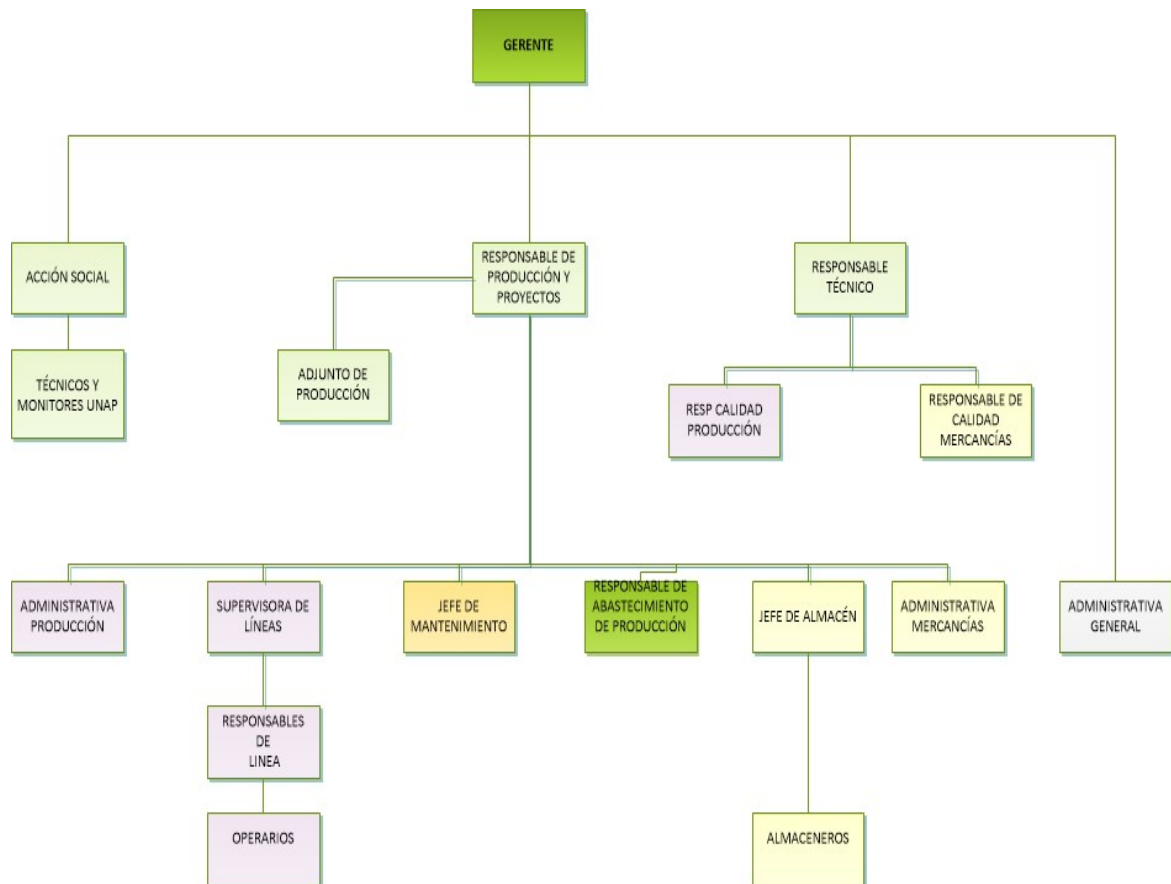 GERENTE
ACCIÓN SOCIAL
RESPONSABLE DE
PRODUCCIÓN Y
PROYECTOS
RESPONSABLE
TÉCNICO
TÉCNICOS Y
MONITORES UNAP
ADJUNTO DE
PRODUCCIÓN
RESP CALIDAD
PRODUCCIÓN
RESPONSABLE DE
CALIDAD
MERCANCÍAS
ADMINISTRATIVA
PRODUCCIÓN
SUPERVISORA DE
LÍNEAS
JEFE DE
MANTENIMIENTO
RESPONSABLE DE
ABASTECIMIENTO
DE PRODUCCIÓN
JEFE DE ALMACÉN
ADMINISTRATIVA
MERCANCÍAS
ADMINISTRATIVA
GENERAL
RESPONSABLES
DE
LINEA
OPERARIOS
ALMACENEROS